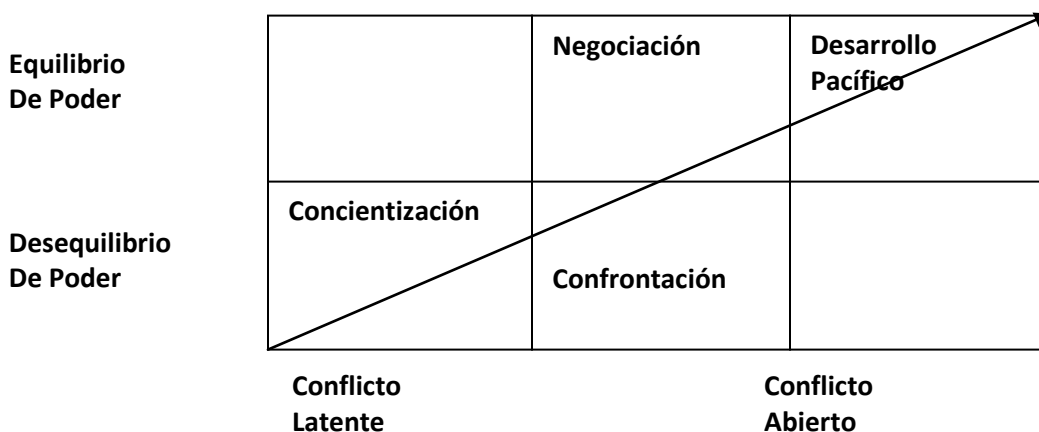 Equilibrio
De Poder
Negociación
Desarrollo
Pacífico
Desequilibrio
De Poder
Concientización
Confrontación
Conflicto
Latente
Conflicto
Abierto